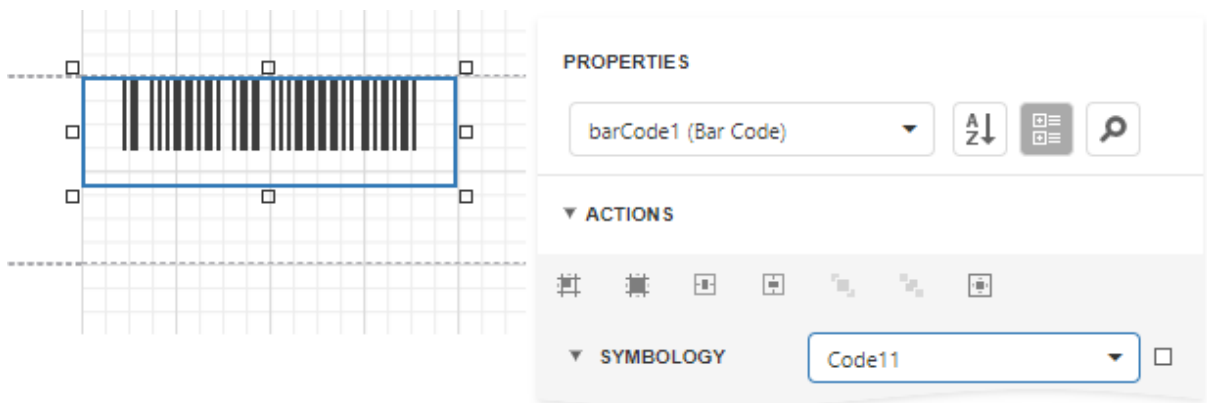 PROPERTIES
barCode1 (Bar Code)
A
Z
ACTIONS
SYMBOLOGY
Code11